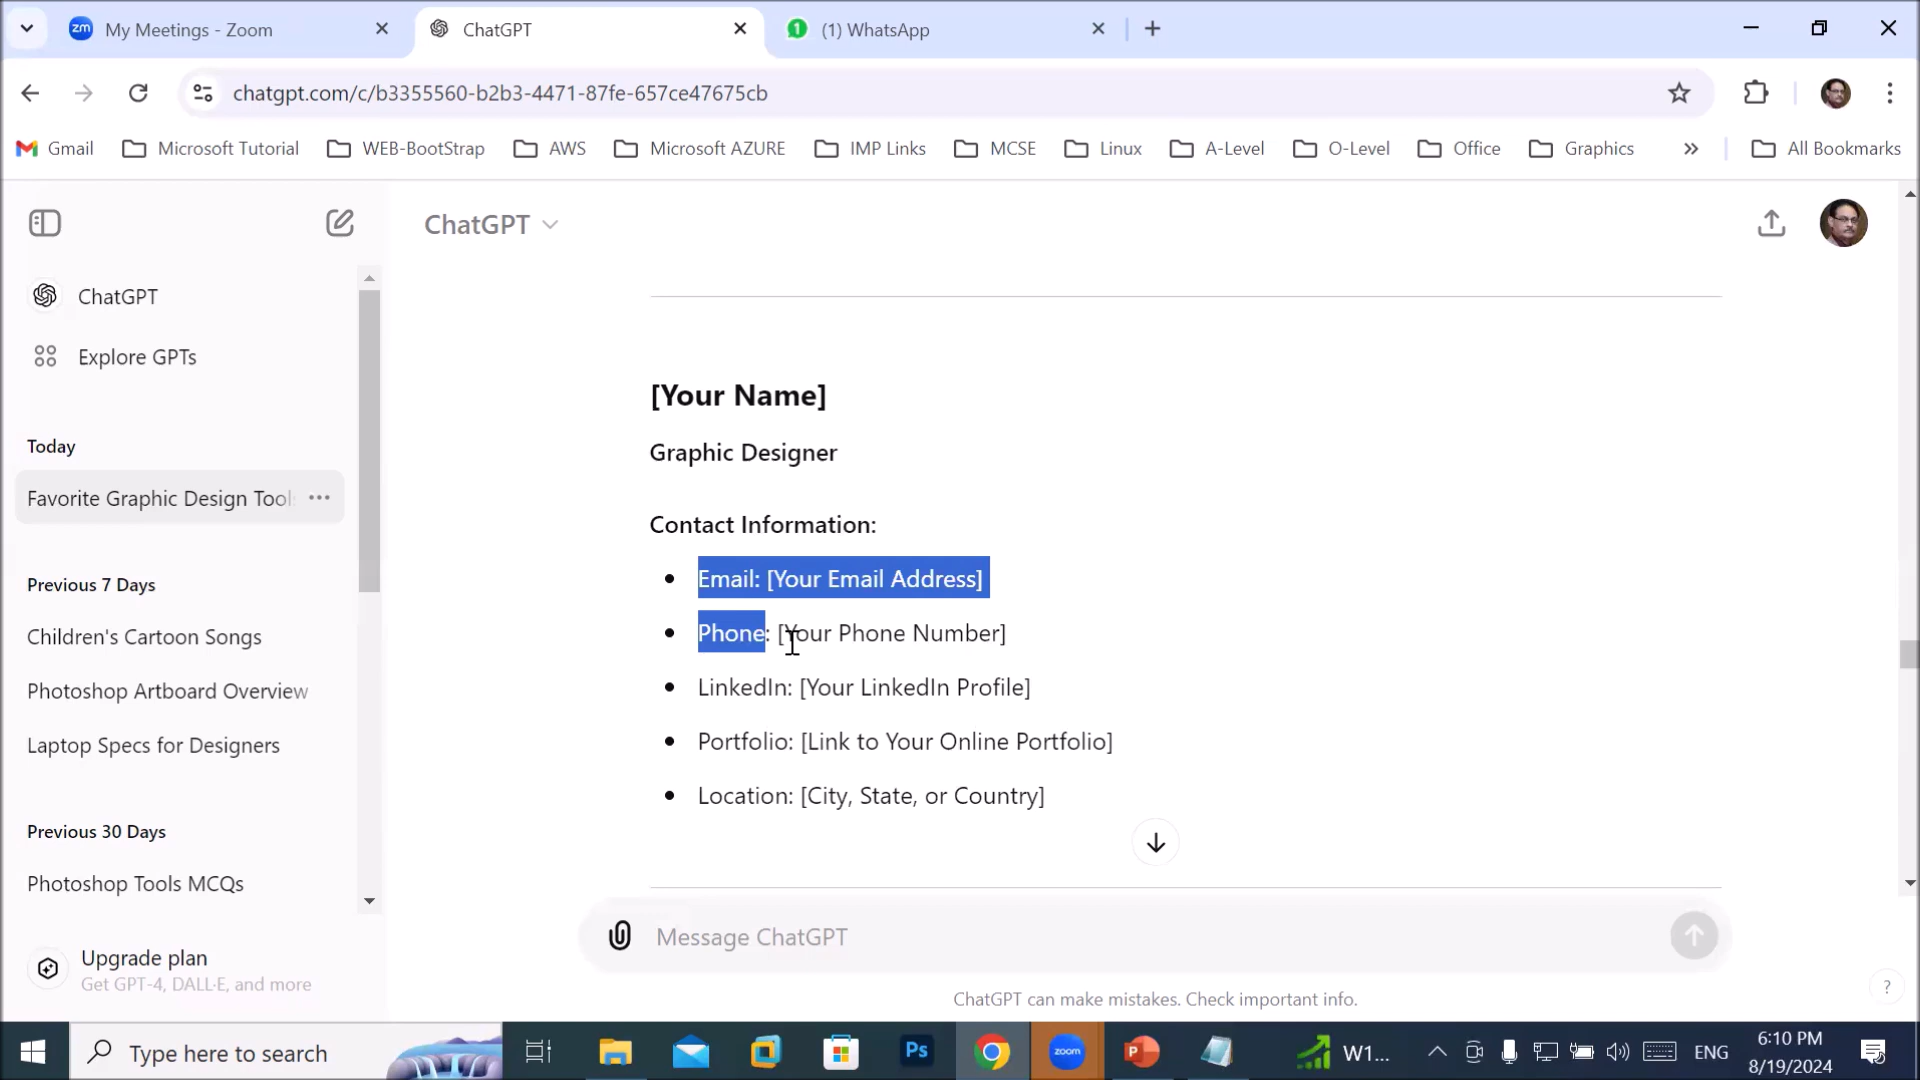 zm My Meetings - Zoom
ChatGPT
1 (1) WhatsApp
chatgpt.com/c/b3355560-b2b3-4471-87fe-657ce47675cb
Gmail Microsoft Tutorial WEB-BootStrap AWS Microsoft AZURE IMP Links MCSE Linux A-Level O-Level Office Graphics » All Bookmarks
ChatGPT
ChatGPT
Explore GPTs
Today
Favorite Graphic Design Tools
Previous 7 Days
Children's Cartoon Songs
Photoshop Artboard Overview
Laptop Specs for Designers
Previous 30 Days
Photoshop Tools MCQs
Upgrade plan
Get GPT-4, DALL·E, and more
[Your Name]
Graphic Designer
Contact Information:
• Email: [Your Email Address]
• Phone: [Your Phone Number]
• LinkedIn: [Your LinkedIn Profile]
• Portfolio: [Link to Your Online Portfolio]
• Location: [City, State, or Country]
Message ChatGPT
ChatGPT can make mistakes. Check important info.
?
Type here to search
Ps
zoom
P
W1...
ENG
6:10 PM
8/19/2024